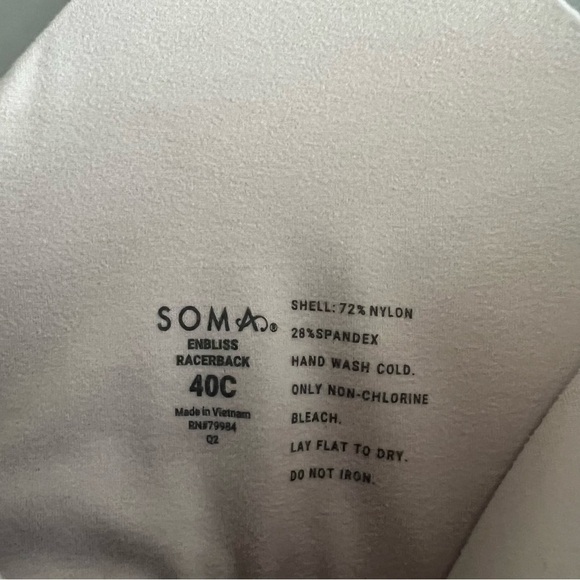 SOMA®
ENBLISS
RACERBACK
40C
Made in Vietnam
RN#79984
Q2
SHELL: 72% NYLON
28%SPANDEX
HAND WASH COLD.
ONLY NON-CHLORINE
BLEACH.
LAY FLAT TO DRY.
DO NOT IRON.